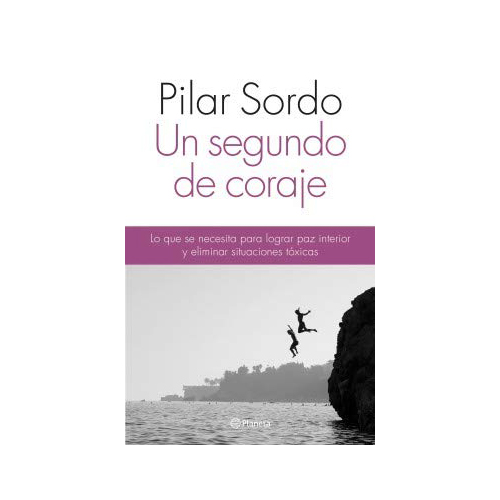 Pilar Sordo
Un segundo
de coraje
Lo que se necesita para lograr paz interior
y eliminar situaciones tóxicas
Planeta